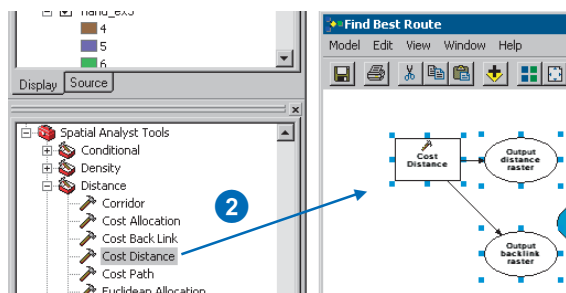 hand_ex3
4
5
6
Display
Source
Spatial Analyst Tools
Conditional
Density
Distance
Corridor
Cost Allocation
Cost Back Link
Cost Distance
Cost Path
Euclidean Allocation
2
Find Best Route
Model Edit View Window Help
Cost
Distance
Output
distance
raster
Output
backlink
raster